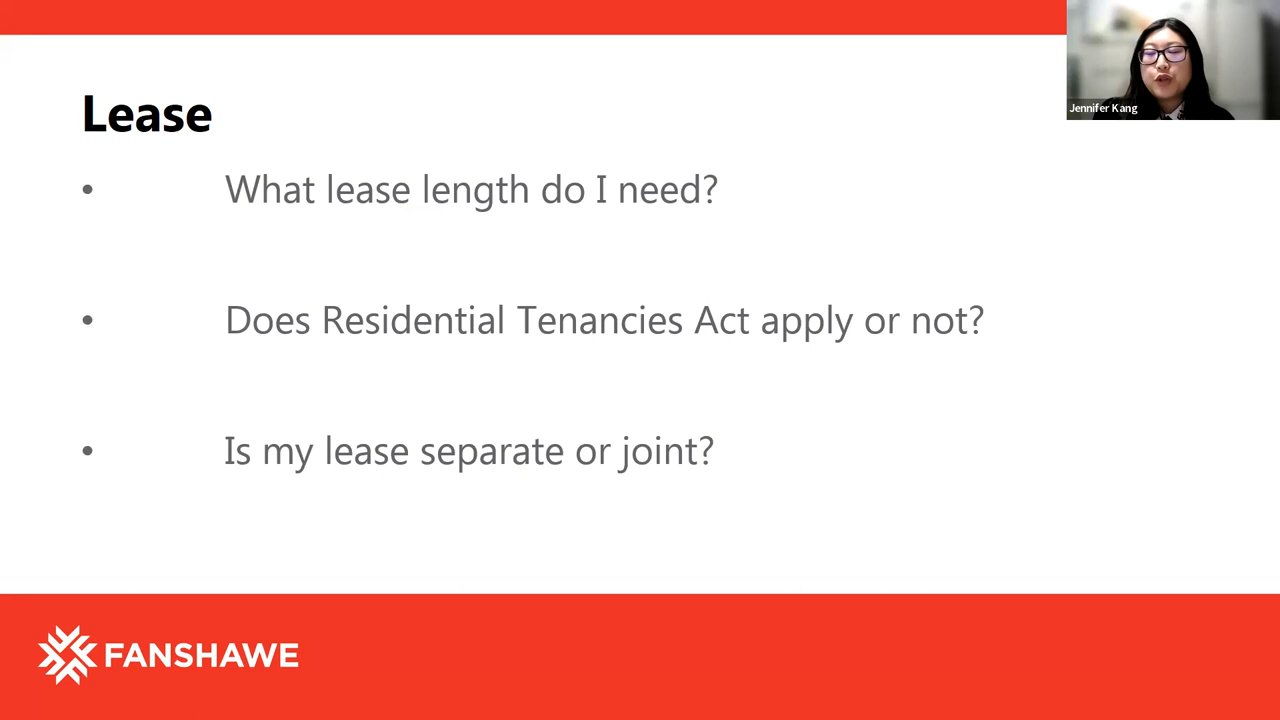 Jennifer Kang
Lease
• What lease length do I need?
• Does Residential Tenancies Act apply or not?
• Is my lease separate or joint?
FANSHAWE